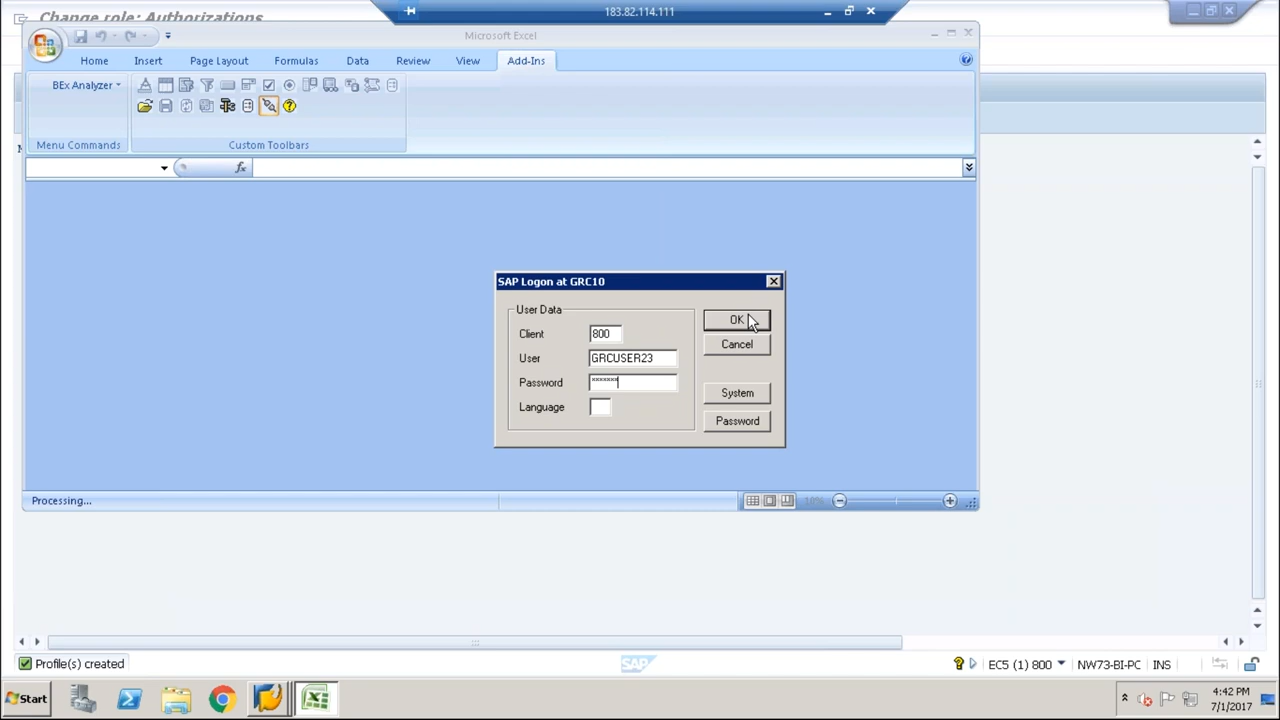 Change role: Authorizations
183.82.114.111
Microsoft Excel
Home Insert Page Layout Formulas Data Review View Add-Ins
BEx Analyzer
Menu Commands Custom Toolbars
fx
SAP Logon at GRC10
User Data
Client 800
User GRCUSER23
Password *******
Language
OK
Cancel
System
Password
Processing...
10%
Profile(s) created
SAP
EC5 (1) 800 NW73-BI-PC INS
Start
4:42 PM
7/1/2017